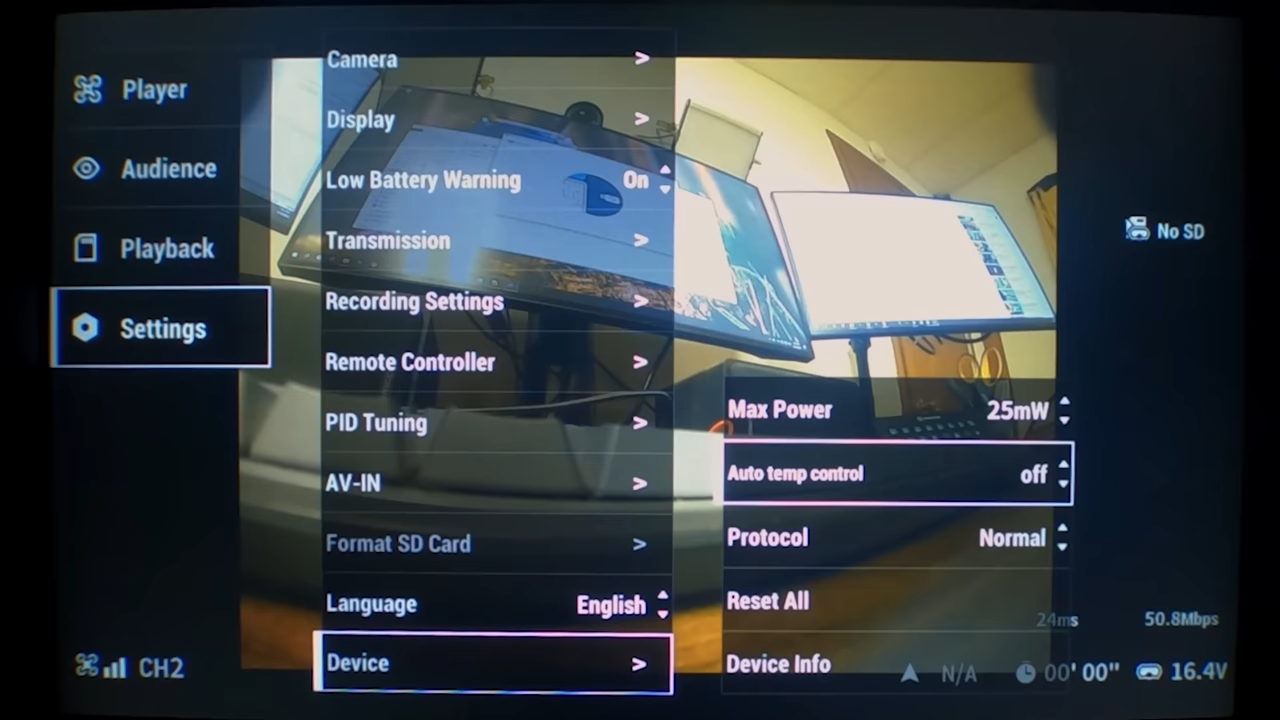 Player
Audience
Playback
Settings
CH2
Camera >
Display >
Low Battery Warning On
Transmission >
Recording Settings >
Remote Controller >
PID Tuning >
AV-IN >
Format SD Card >
Language English
Device >
Max Power 25mW
Auto temp control off
Protocol Normal
Reset All
Device Info
No SD
24ms 50.8Mbps
N/A 00'00" 16.4V